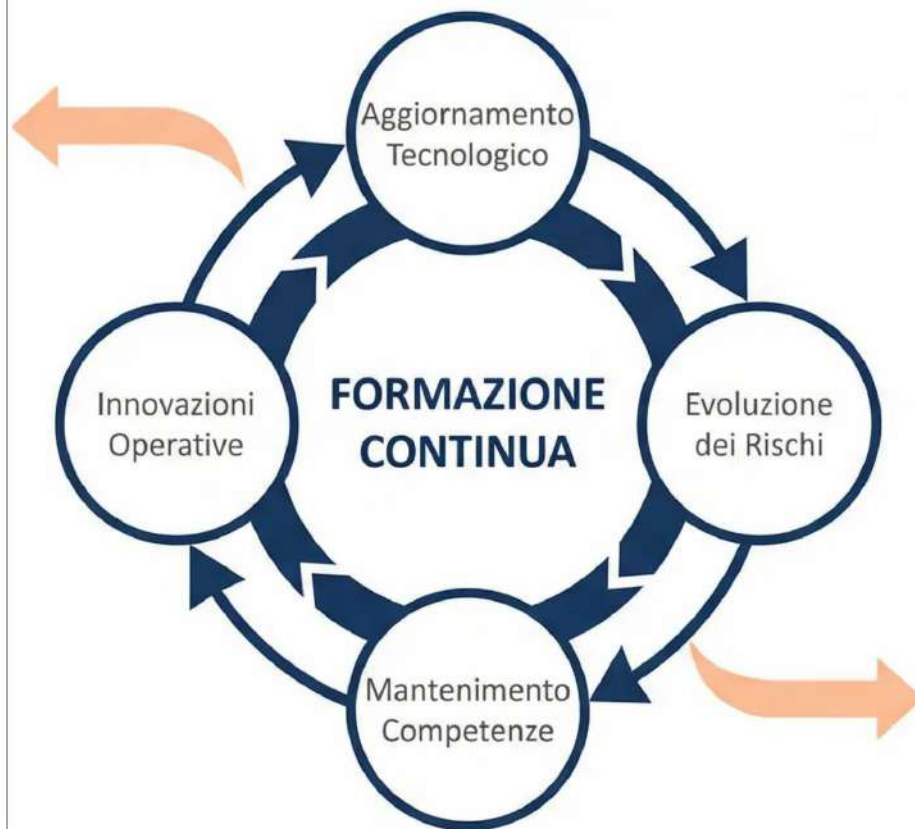 Aggiornamento
Tecnologico
Innovazioni
Operative
FORMAZIONE
CONTINUA
Evoluzione
dei Rischi
Mantenimento
Competenze